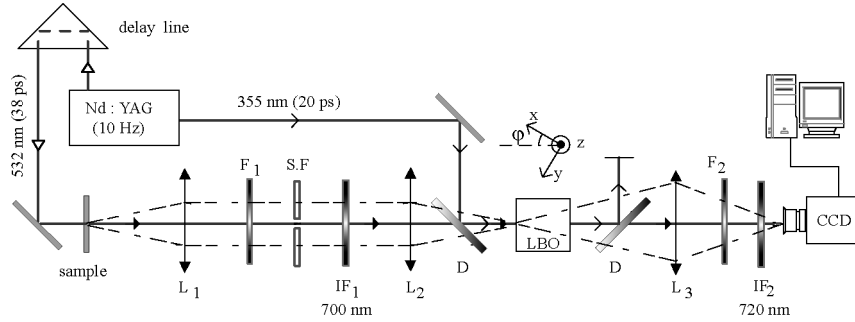 delay line
532 nm (38 ps)
Nd : YAG
(10 Hz)
355 nm (20 ps)
x
φ
z
y
F1
S.F
F2
sample
L1
IF1
700 nm
L2
D
LBO
D
L3
IF2
720 nm
CCD